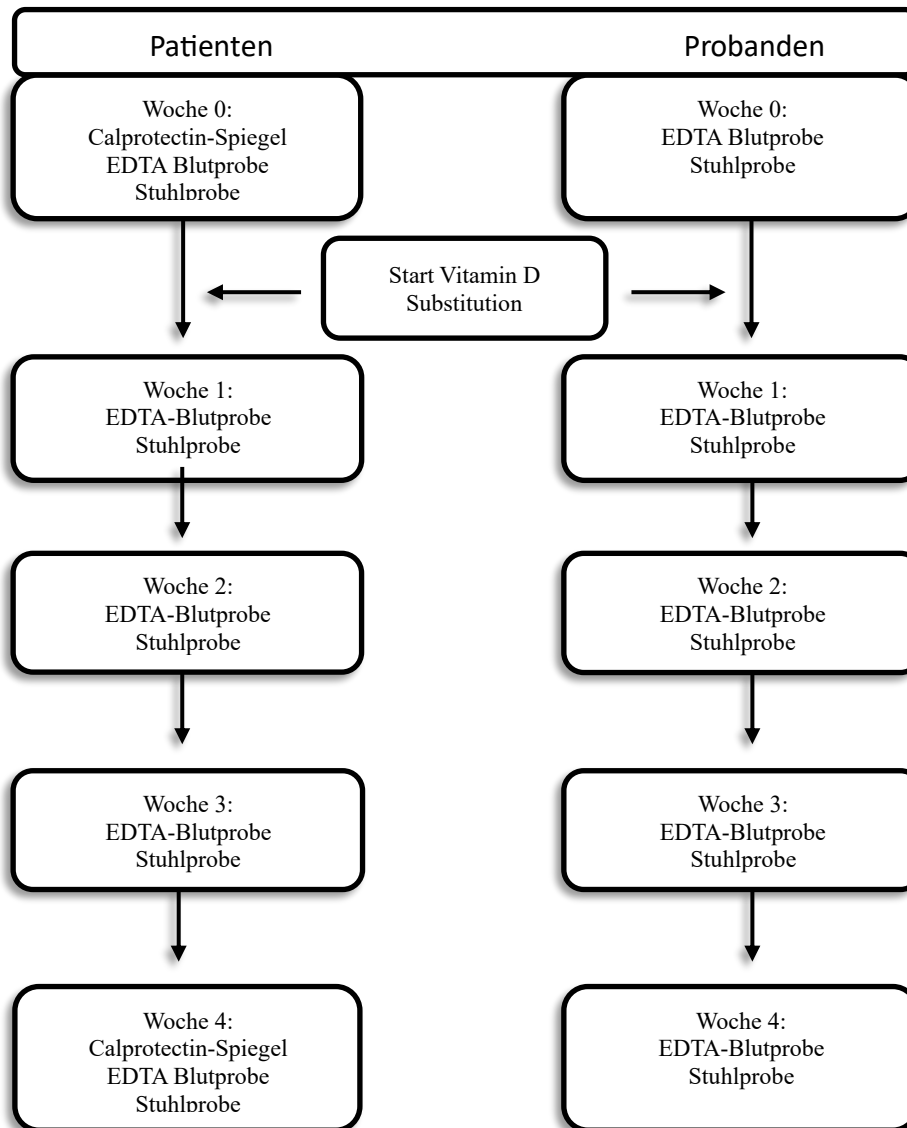 Patienten
Probanden
Woche 0:
Calprotectin-Spiegel
EDTA Blutprobe
Stuhlprobe
Woche 0:
EDTA Blutprobe
Stuhlprobe
Start Vitamin D
Substitution
Woche 1:
EDTA-Blutprobe
Stuhlprobe
Woche 1:
EDTA-Blutprobe
Stuhlprobe
Woche 2:
EDTA-Blutprobe
Stuhlprobe
Woche 2:
EDTA-Blutprobe
Stuhlprobe
Woche 3:
EDTA-Blutprobe
Stuhlprobe
Woche 3:
EDTA-Blutprobe
Stuhlprobe
Woche 4:
Calprotectin-Spiegel
EDTA Blutprobe
Stuhlprobe
Woche 4:
EDTA-Blutprobe
Stuhlprobe